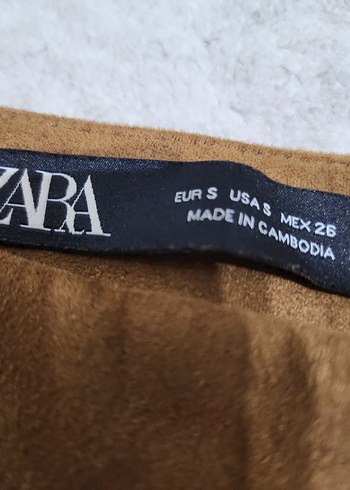 ZARA
EUR S USA S MEX 26
MADE IN CAMBODIA